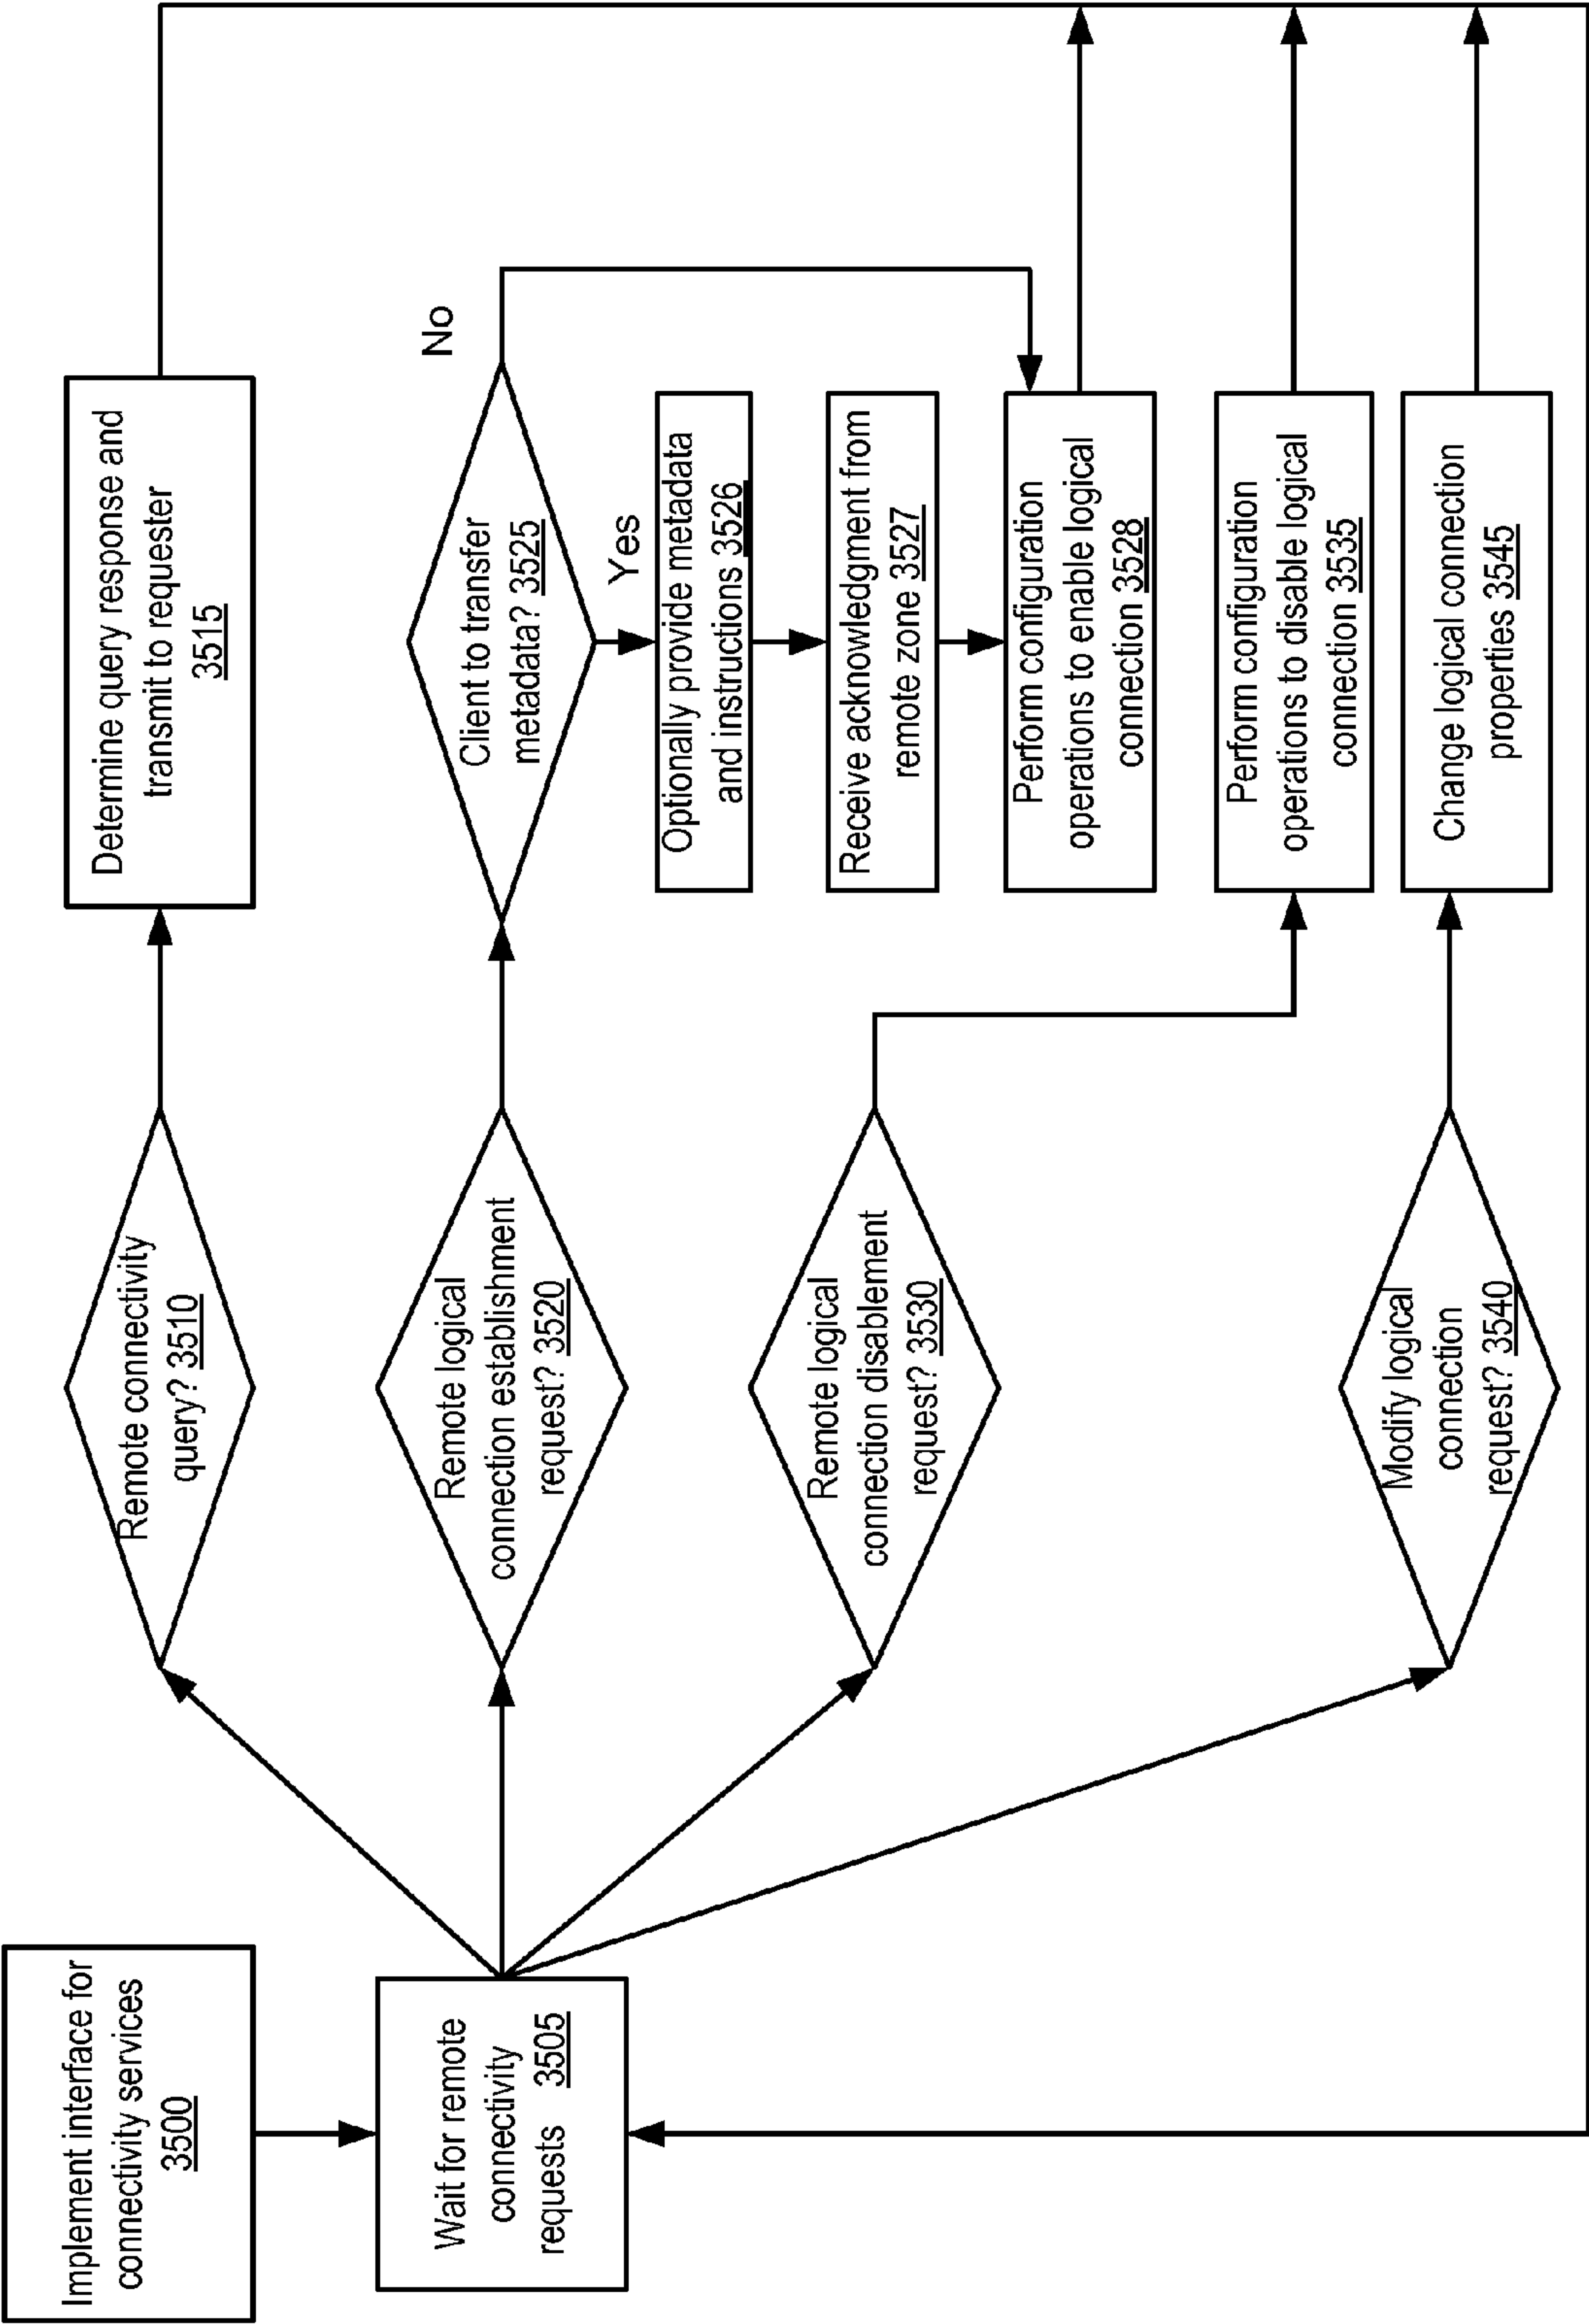 Implement interface for
connectivity services
3500
Wait for remote
connectivity
requests 3505
Remote connectivity
query? 3510
Determine query response and
transmit to requester
3515
Remote logical
connection establishment
request? 3520
Client to transfer
metadata? 3525
No
Yes
Optionally provide metadata
and instructions 3526
Receive acknowledgment from
remote zone 3527
Perform configuration
operations to enable logical
connection 3528
Remote logical
connection disablement
request? 3530
Perform configuration
operations to disable logical
connection 3535
Modify logical
connection
request? 3540
Change logical connection
properties 3545